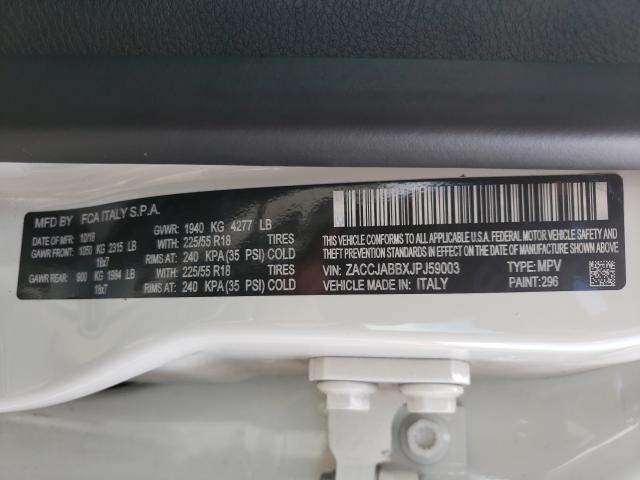 MFD BY FCA ITALY S.P.A.
DATE OF MFD: 10/18 GVWR: 1940 KG 4277 LB
GAWR FRONT: 1050 KG 2315 LB WITH: 225/55 R18 TIRES
18x7 RIMS AT: 240 KPA (35 PSI) COLD
GAWR REAR: 900 KG 1984 LB WITH: 225/55 R18 TIRES
18x7 RIMS AT: 240 KPA (35 PSI) COLD
THIS VEHICLE CONFORMS TO ALL APPLICABLE U.S.A. FEDERAL MOTOR VEHICLE SAFETY,
BUMPER AND THEFT PREVENTION STANDARDS IN EFFECT ON THE DATE OF MANUFACTURE
VIN: ZACCJABBXJPJ59003 TYPE: MPV
VEHICLE MADE IN: ITALY PAINT: 296